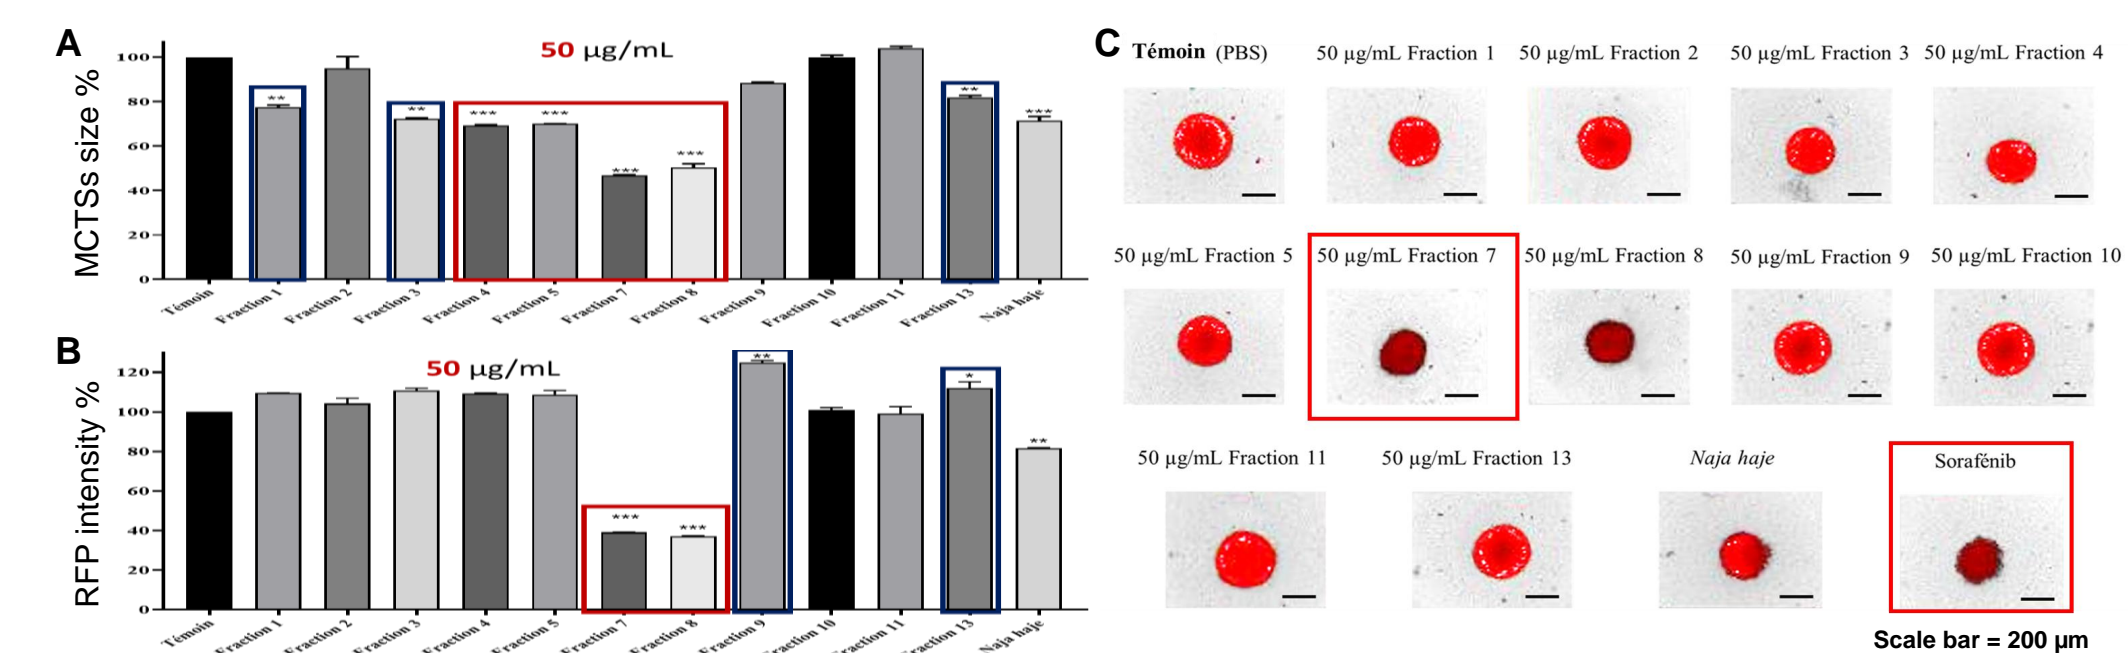 A
MCTSs size %
50 µg/mL
100
80
60
40
20
0
**
**
***
***
***
***
**
***
Témoin
Fraction 1
Fraction 2
Fraction 3
Fraction 4
Fraction 5
Fraction 7
Fraction 8
Fraction 9
Fraction 10
Fraction 11
Fraction 13
Naja haje
B
RFP intensity %
50 µg/mL
120
100
80
60
40
20
0
***
***
**
*
**
Témoin
Fraction 1
Fraction 2
Fraction 3
Fraction 4
Fraction 5
Fraction 7
Fraction 8
Fraction 9
Fraction 10
Fraction 11
Fraction 13
Naja haje
C
Témoin (PBS)
50 µg/mL Fraction 1
50 µg/mL Fraction 2
50 µg/mL Fraction 3
50 µg/mL Fraction 4
50 µg/mL Fraction 5
50 µg/mL Fraction 7
50 µg/mL Fraction 8
50 µg/mL Fraction 9
50 µg/mL Fraction 10
50 µg/mL Fraction 11
50 µg/mL Fraction 13
Naja haje
Sorafénib
Scale bar = 200 µm